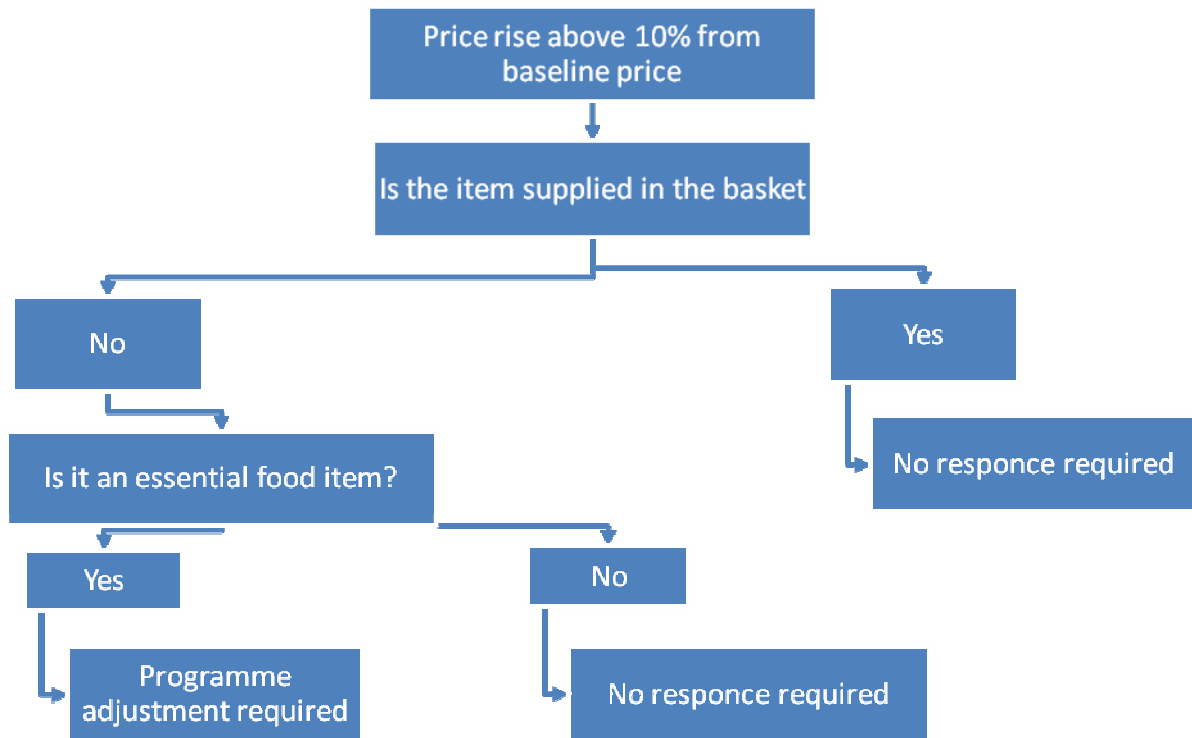 Price rise above 10% from
baseline price
Is the item supplied in the basket
No
Yes
Is it an essential food item?
No responce required
Yes
No
Programme
adjustment required
No responce required